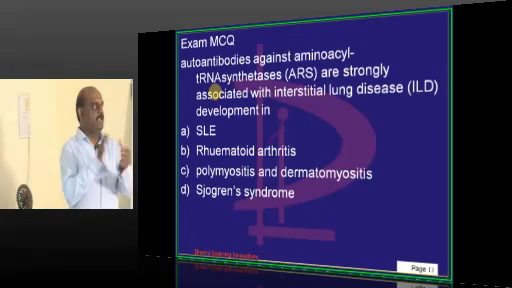 Exam MCQ
autoantibodies against aminoacyl-
tRNAsynthetases (ARS) are strongly
associated with interstitial lung disease (ILD)
development in
a) SLE
b) Rhuematoid arthritis
c) polymyositis and dermatomyositis
d) Sjogren's syndrome
Page 11